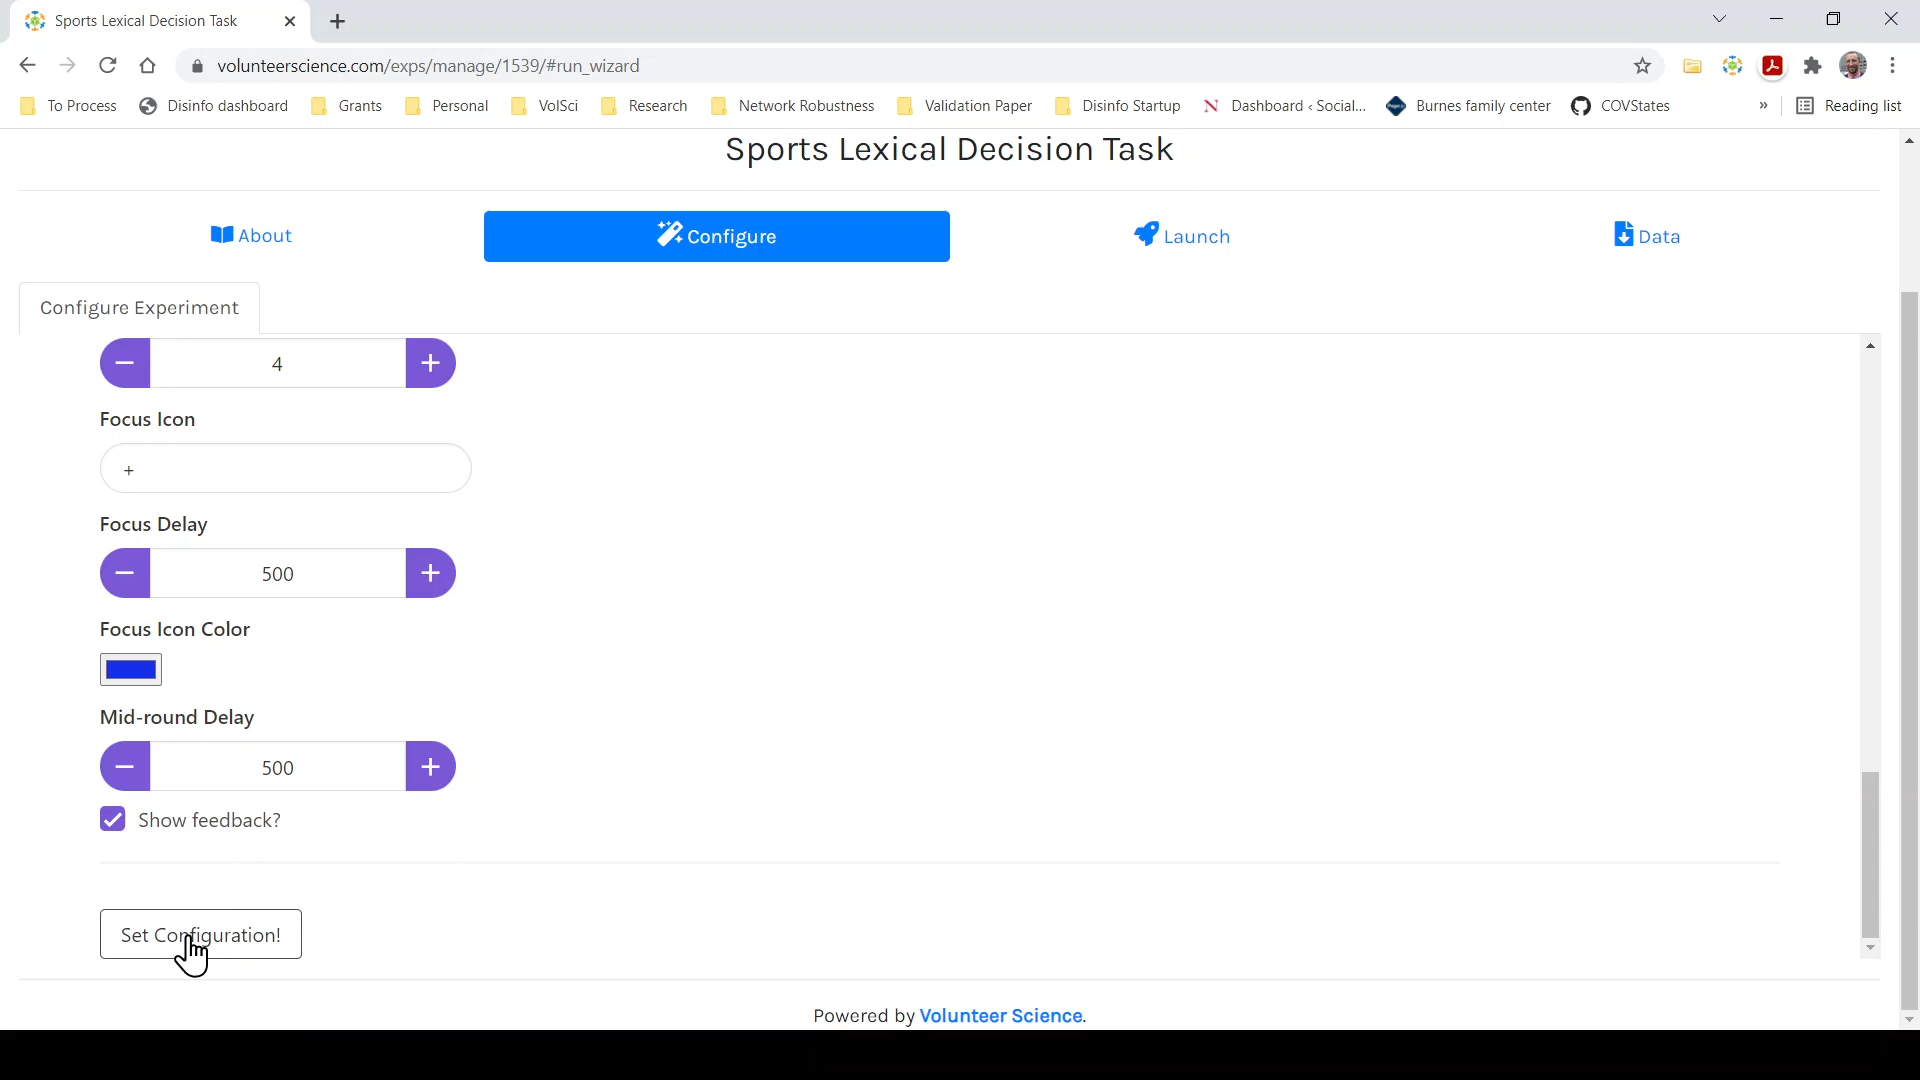 Sports Lexical Decision Task
volunteerscience.com/exps/manage/1539/#run_wizard
To Process Disinfo dashboard Grants Personal VolSci Research Network Robustness Validation Paper Disinfo Startup Dashboard ‹ Social... Burnes family center COVStates » Reading list
Sports Lexical Decision Task
About Configure Launch Data
Configure Experiment
− 4 +
Focus Icon
+
Focus Delay
− 500 +
Focus Icon Color
Mid-round Delay
− 500 +
Show feedback?
Set Configuration!
Powered by Volunteer Science.